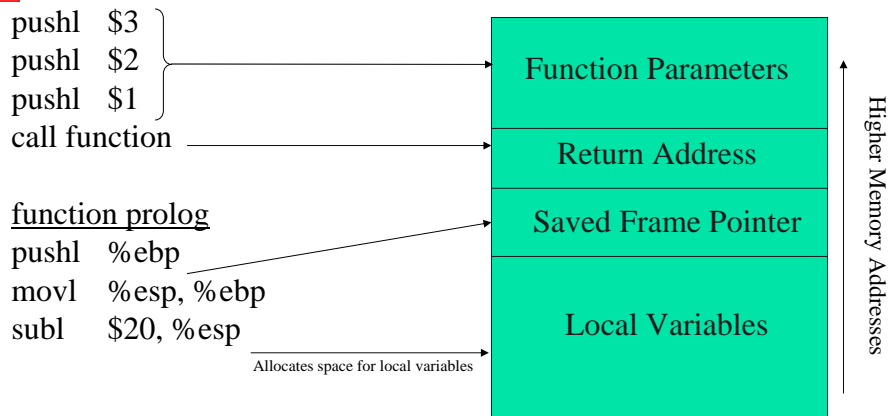 pushl $3
pushl $2
pushl $1
call function
function prolog
pushl %ebp
movl %esp, %ebp
subl $20, %esp
Allocates space for local variables
Function Parameters
Return Address
Saved Frame Pointer
Local Variables
Higher Memory Addresses